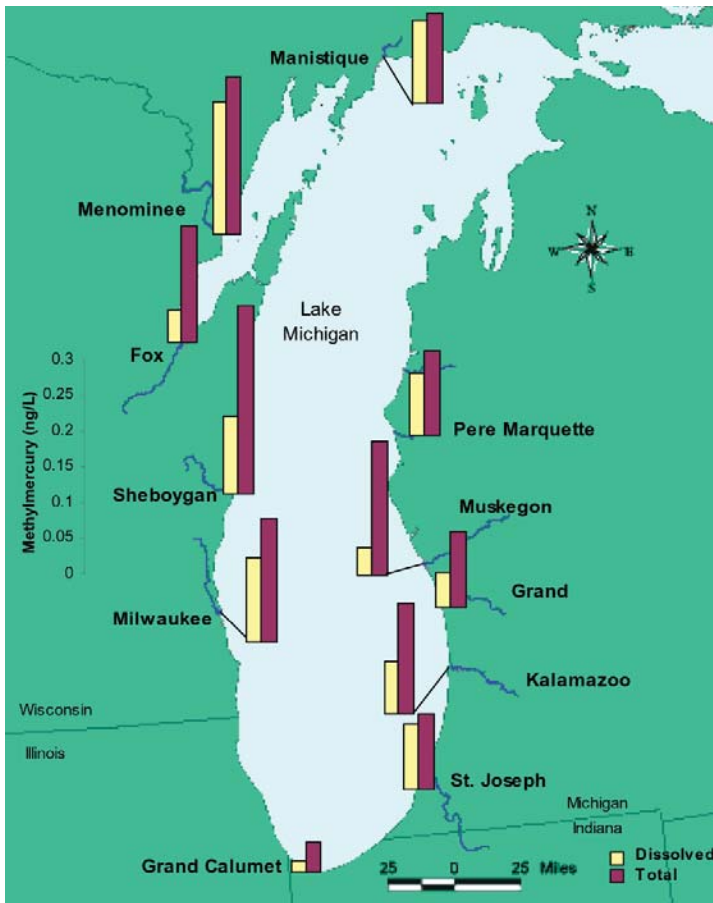 Manistique
Menominee
N
W
E
S
Lake
Michigan
Fox
0.3
0.25
0.2
0.15
0.1
0.05
0
Methylmercury (ng/L)
Pere Marquette
Sheboygan
Muskegon
Grand
Milwaukee
Kalamazoo
Wisconsin
Illinois
St. Joseph
Michigan
Indiana
Grand Calumet
25 0 25 Miles
Dissolved
Total